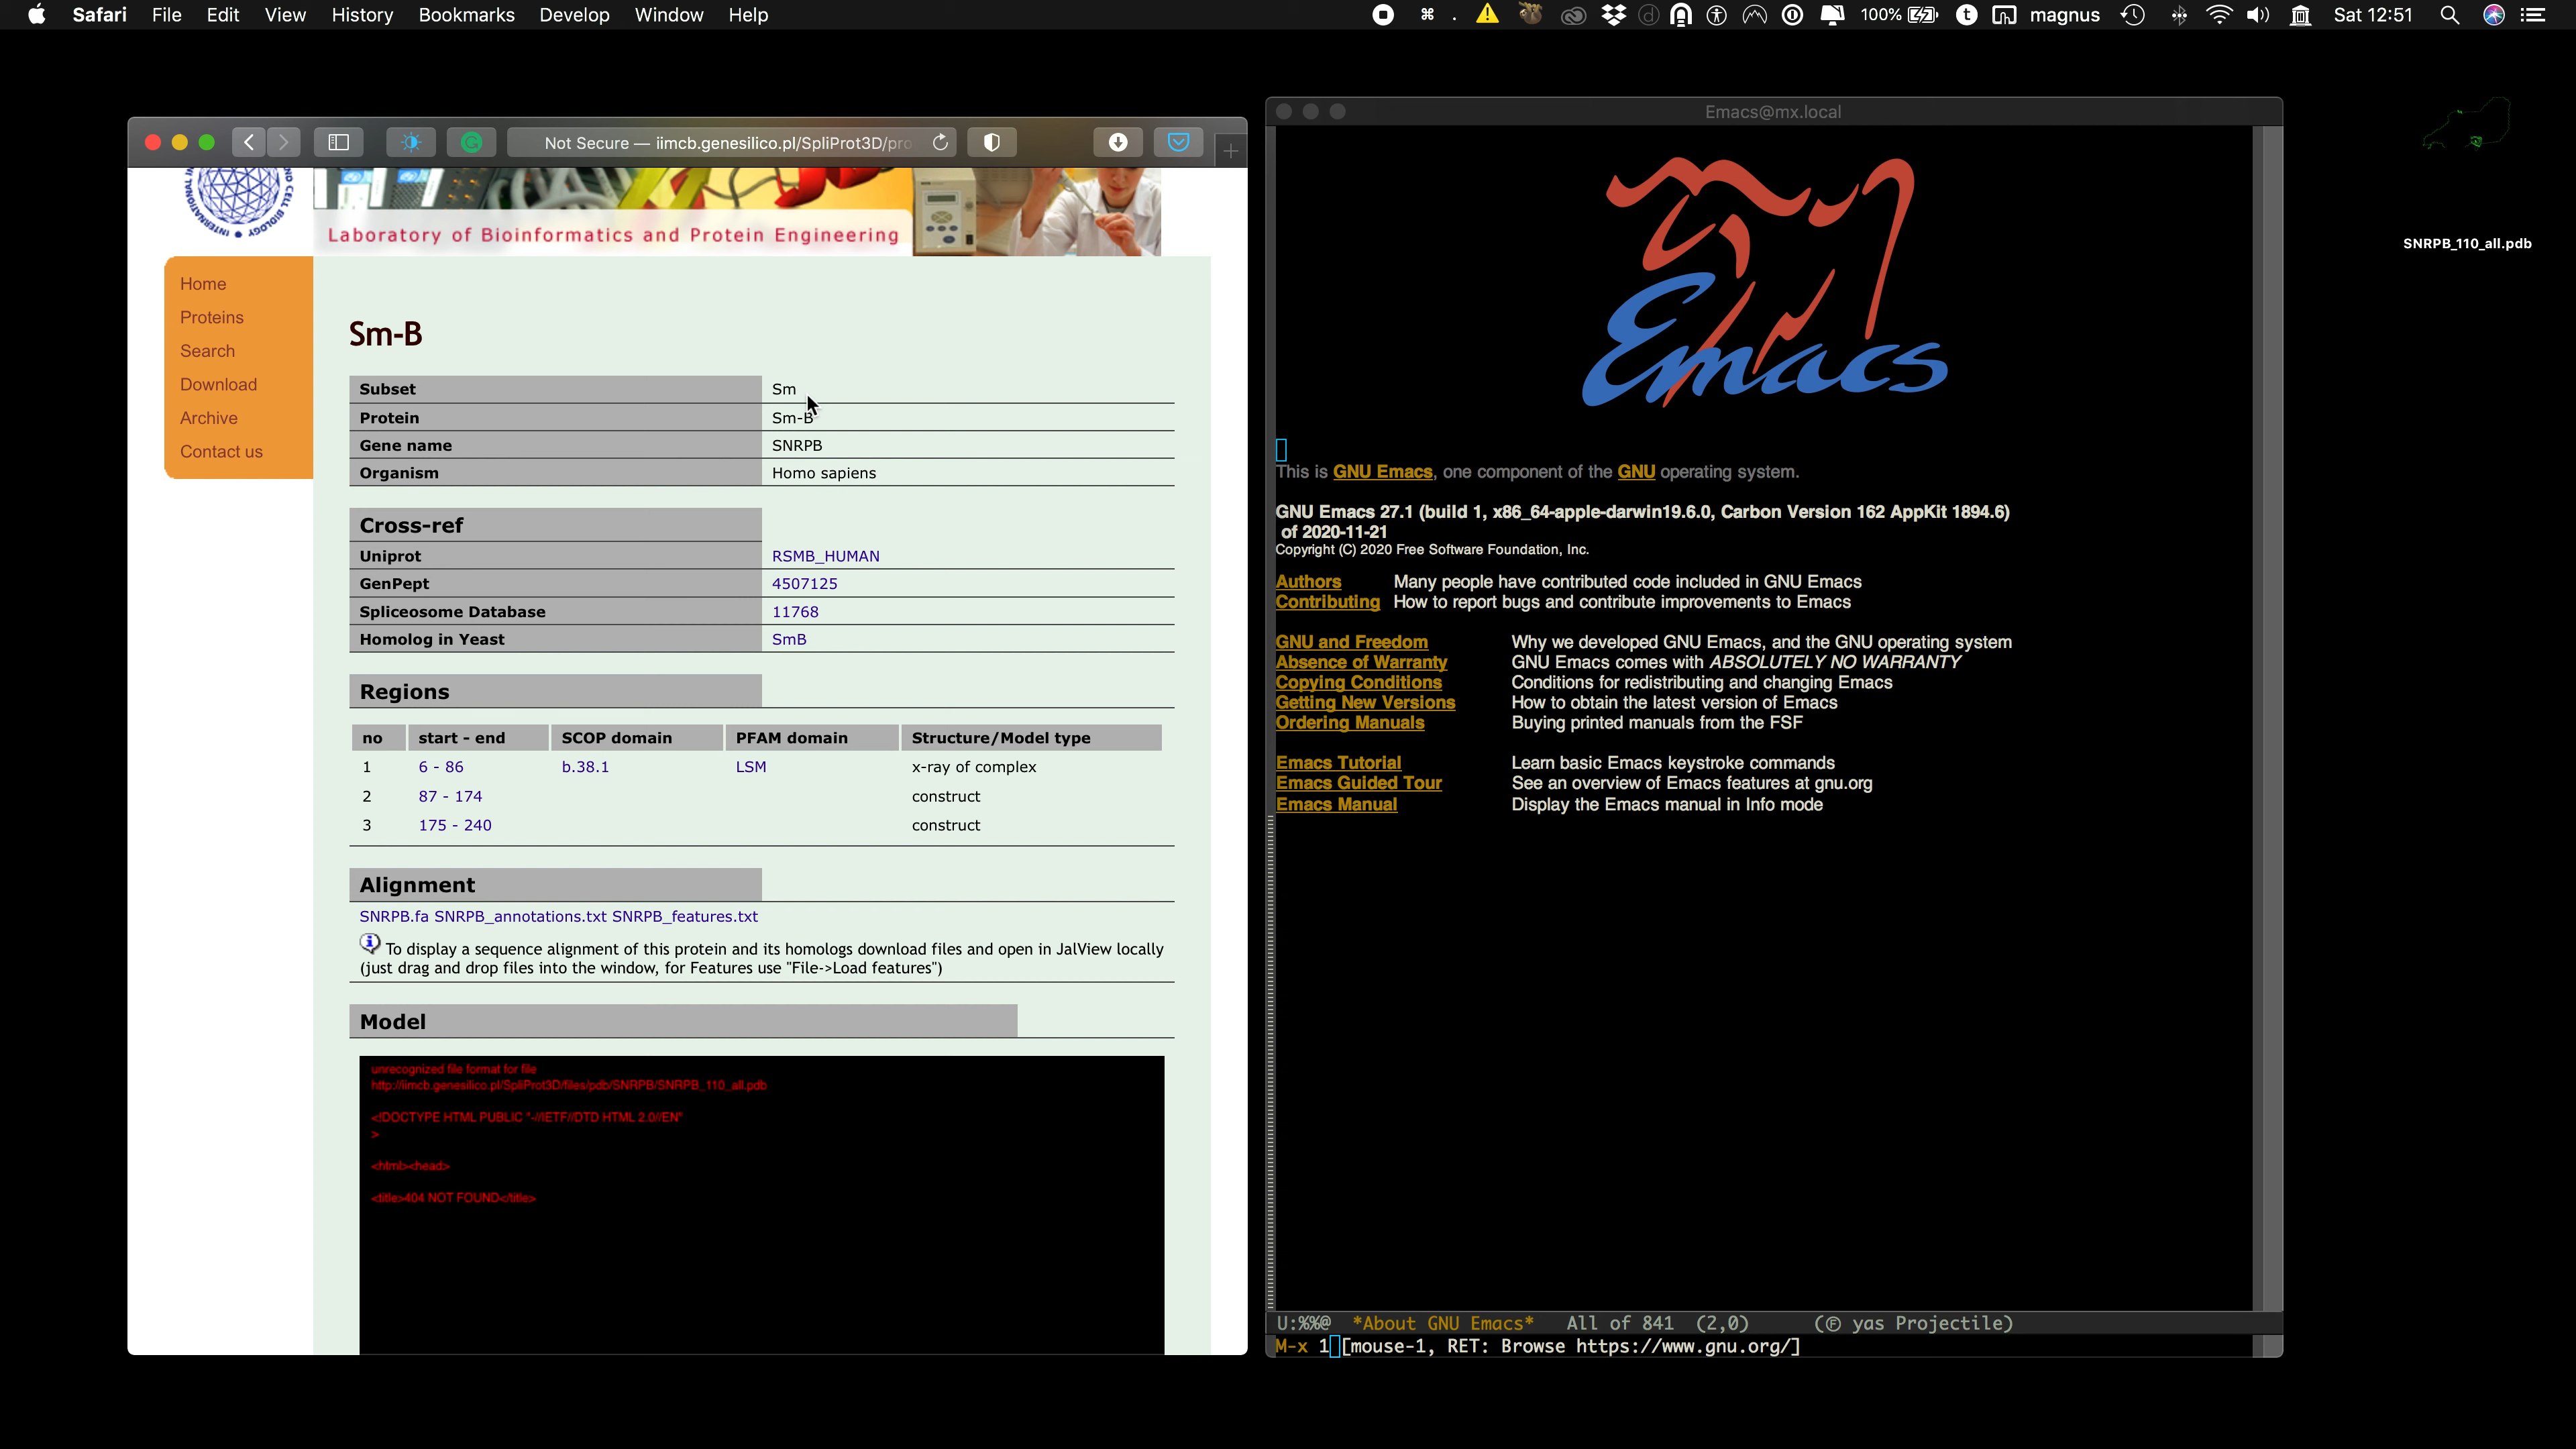 Safari File Edit View History Bookmarks Develop Window Help
100% magnus Sat 12:51
Not Secure — iimcb.genesilico.pl/SpliProt3D/pro
Laboratory of Bioinformatics and Protein Engineering
Home
Proteins
Search
Download
Archive
Contact us
Sm-B
Subset Sm
Protein Sm-B
Gene name SNRPB
Organism Homo sapiens
Cross-ref
Uniprot RSMB_HUMAN
GenPept 4507125
Spliceosome Database 11768
Homolog in Yeast SmB
Regions
no start - end SCOP domain PFAM domain Structure/Model type
1 6 - 86 b.38.1 LSM x-ray of complex
2 87 - 174 construct
3 175 - 240 construct
Alignment
SNRPB.fa SNRPB_annotations.txt SNRPB_features.txt
To display a sequence alignment of this protein and its homologs download files and open in JalView locally
(just drag and drop files into the window, for Features use "File->Load features")
Model
unrecognized file format for file
http://iimcb.genesilico.pl/SpliProt3D/files/pdb/SNRPB/SNRPB_110_all.pdb
<!DOCTYPE HTML PUBLIC "-//IETF//DTD HTML 2.0//EN"
>
<html><head>
<title>404 NOT FOUND</title>
Emacs@mx.local
Emacs
This is GNU Emacs, one component of the GNU operating system.
GNU Emacs 27.1 (build 1, x86_64-apple-darwin19.6.0, Carbon Version 162 AppKit 1894.6)
of 2020-11-21
Copyright (C) 2020 Free Software Foundation, Inc.
Authors Many people have contributed code included in GNU Emacs
Contributing How to report bugs and contribute improvements to Emacs
GNU and Freedom Why we developed GNU Emacs, and the GNU operating system
Absence of Warranty GNU Emacs comes with ABSOLUTELY NO WARRANTY
Copying Conditions Conditions for redistributing and changing Emacs
Getting New Versions How to obtain the latest version of Emacs
Ordering Manuals Buying printed manuals from the FSF
Emacs Tutorial Learn basic Emacs keystroke commands
Emacs Guided Tour See an overview of Emacs features at gnu.org
Emacs Manual Display the Emacs manual in Info mode
U:%%@ *About GNU Emacs* All of 841 (2,0) (Ⓕ yas Projectile)
M-x 1[mouse-1, RET: Browse https://www.gnu.org/]
SNRPB_110_all.pdb